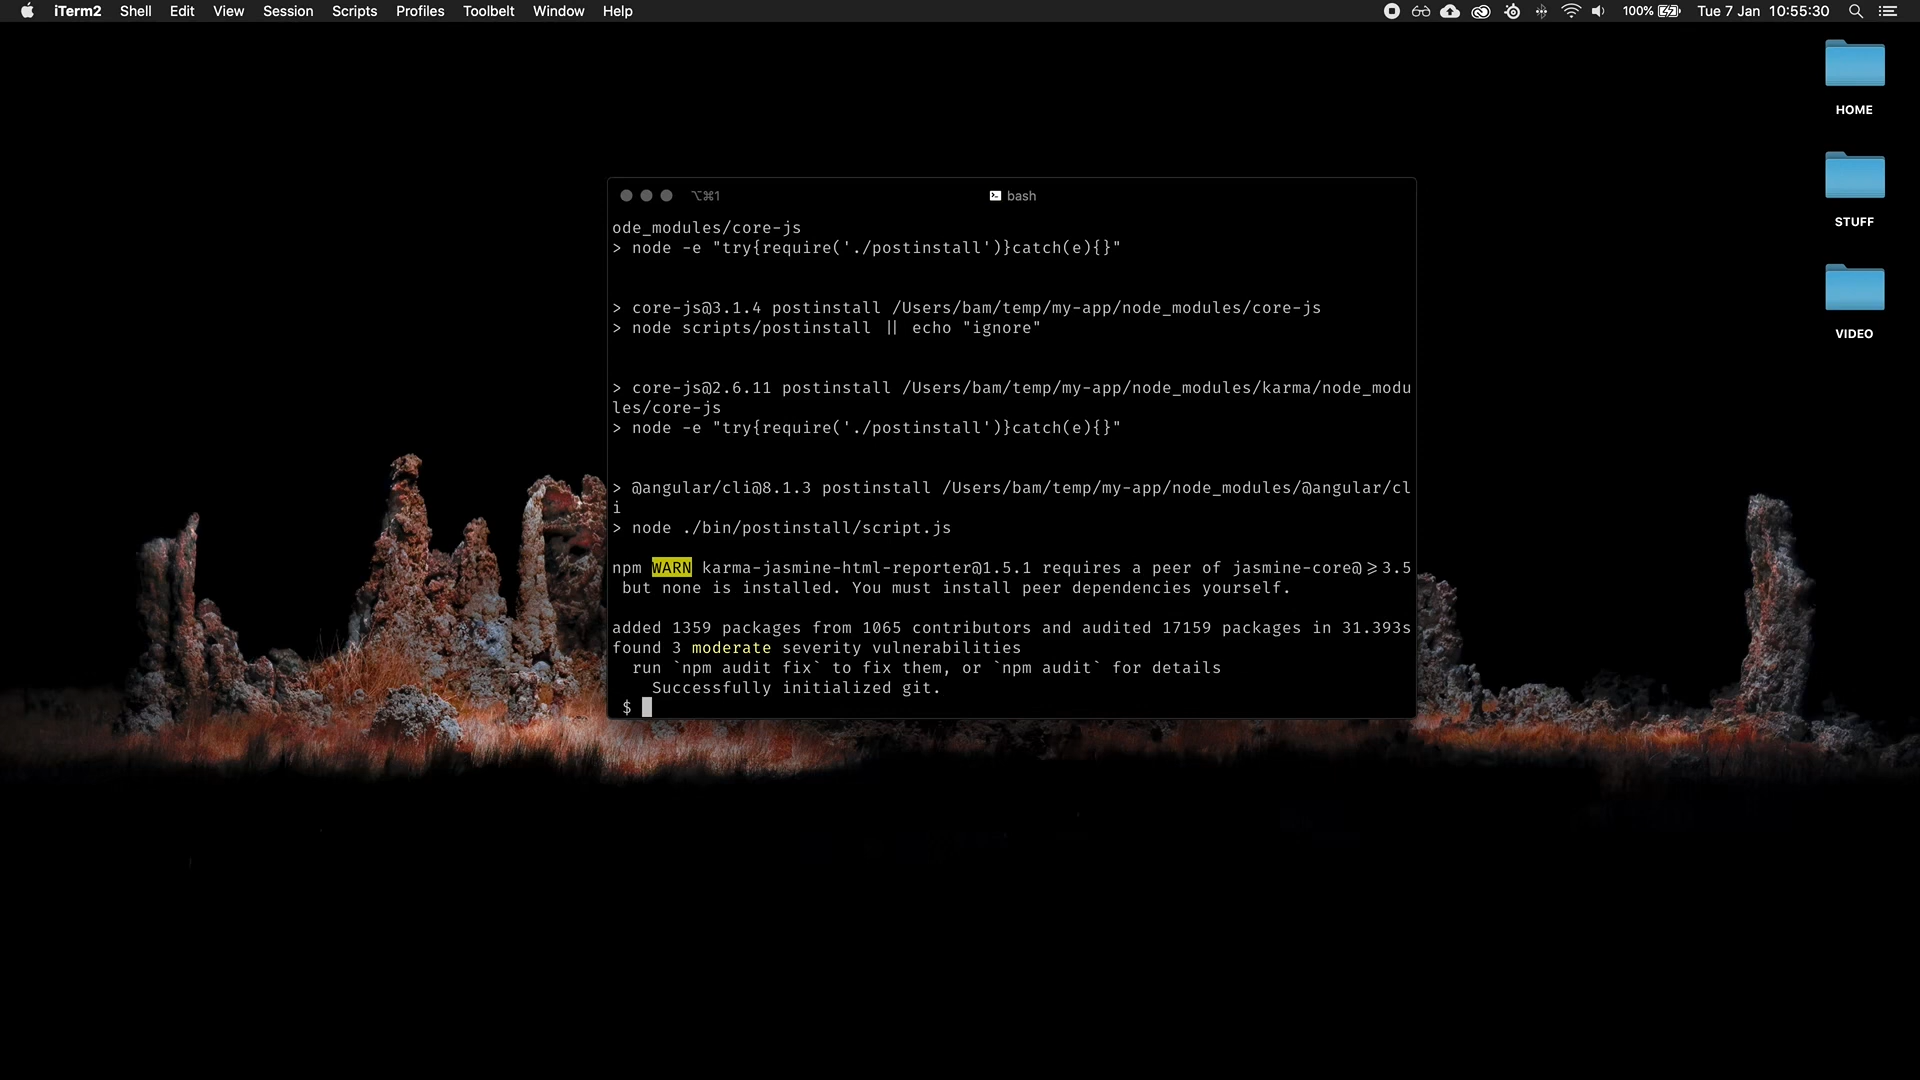 iTerm2 Shell Edit View Session Scripts Profiles Toolbelt Window Help 100% Tue 7 Jan 10:55:30
HOME
STUFF
VIDEO
⌥⌘1 bash
ode_modules/core-js
> node -e "try{require('./postinstall')}catch(e){}"
> core-js@3.1.4 postinstall /Users/bam/temp/my-app/node_modules/core-js
> node scripts/postinstall || echo "ignore"
> core-js@2.6.11 postinstall /Users/bam/temp/my-app/node_modules/karma/node_modu
les/core-js
> node -e "try{require('./postinstall')}catch(e){}"
> @angular/cli@8.1.3 postinstall /Users/bam/temp/my-app/node_modules/@angular/cl
i
> node ./bin/postinstall/script.js
npm WARN karma-jasmine-html-reporter@1.5.1 requires a peer of jasmine-core@>=3.5
but none is installed. You must install peer dependencies yourself.
added 1359 packages from 1065 contributors and audited 17159 packages in 31.393s
found 3 moderate severity vulnerabilities
run `npm audit fix` to fix them, or `npm audit` for details
Successfully initialized git.
$